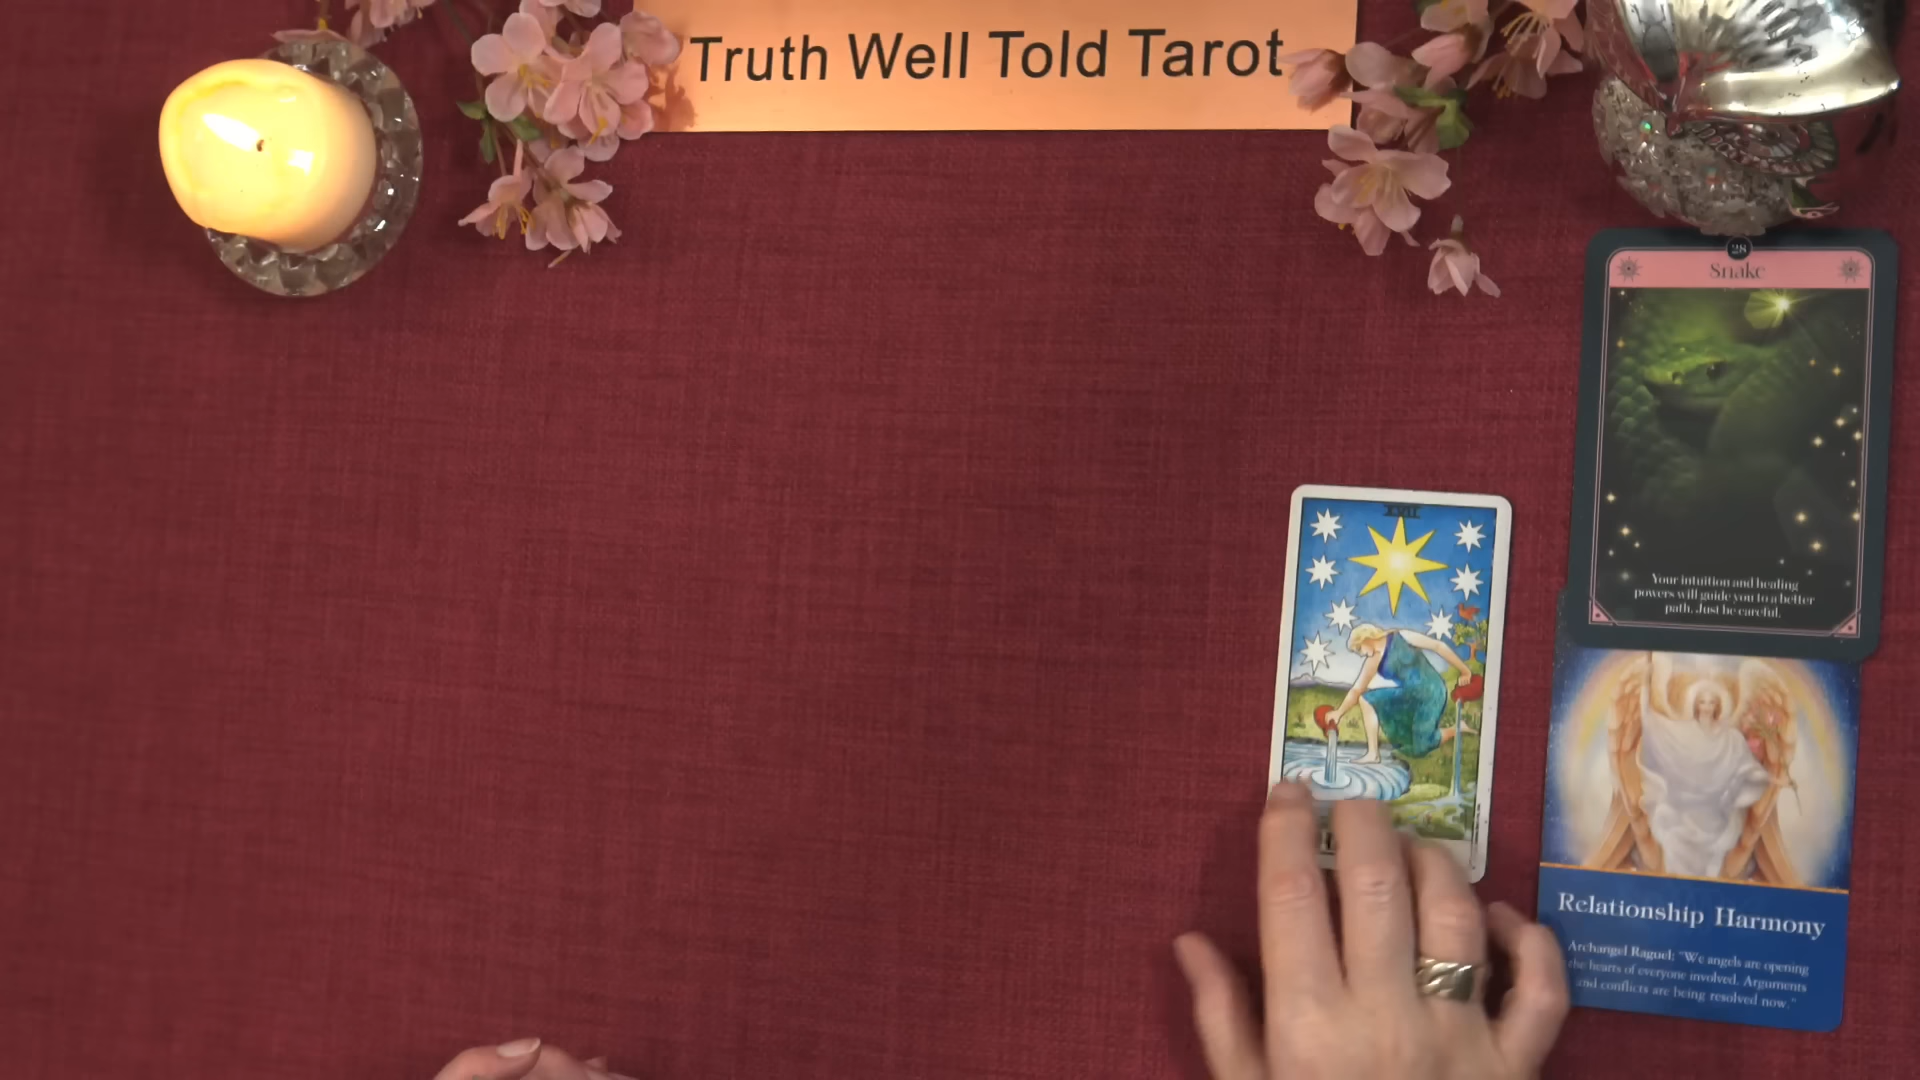 Truth Well Told Tarot
28
Snake
Your intuition and healing
powers will guide you to a better
path. Just be careful.
XVII
Relationship Harmony
Archangel Raguel: "We angels are opening
the hearts of everyone involved. Arguments
and conflicts are being resolved now."